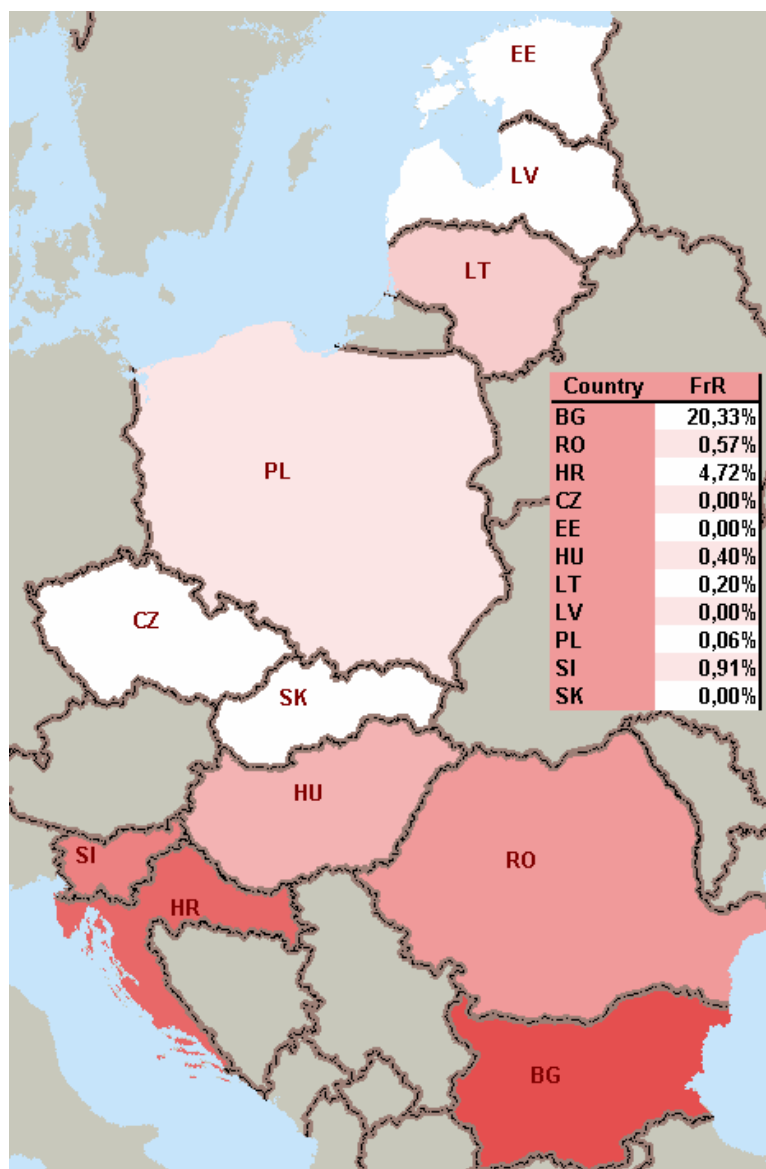 EE
LV
LT
Country FrR
BG 20,33%
RO 0,57%
HR 4,72%
CZ 0,00%
EE 0,00%
HU 0,40%
LT 0,20%
LV 0,00%
PL 0,06%
SI 0,91%
SK 0,00%
PL
CZ
SK
HU
SI
RO
HR
BG